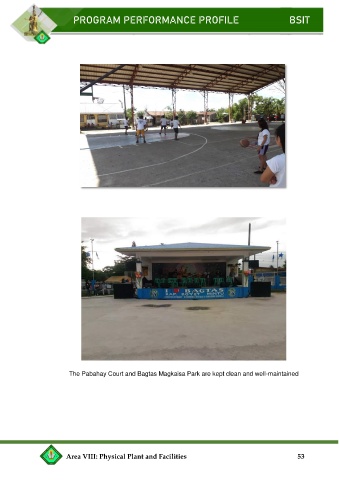 PROGRAM PERFORMANCE PROFILE BSIT
BAGTAS
The Pabahay Court and Bagtas Magkaisa Park are kept clean and well-maintained
Area VIII: Physical Plant and Facilities 53